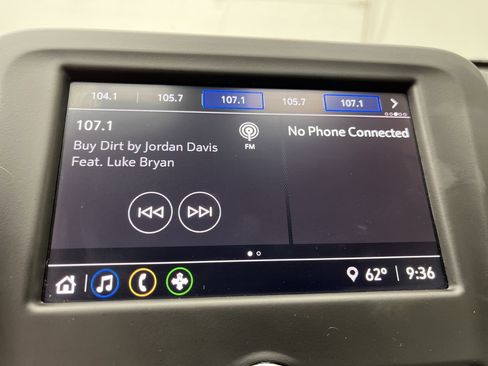 104.1 105.7 107.1 105.7 107.1
107.1
Buy Dirt by Jordan Davis
Feat. Luke Bryan
FM
No Phone Connected
62° 9:36